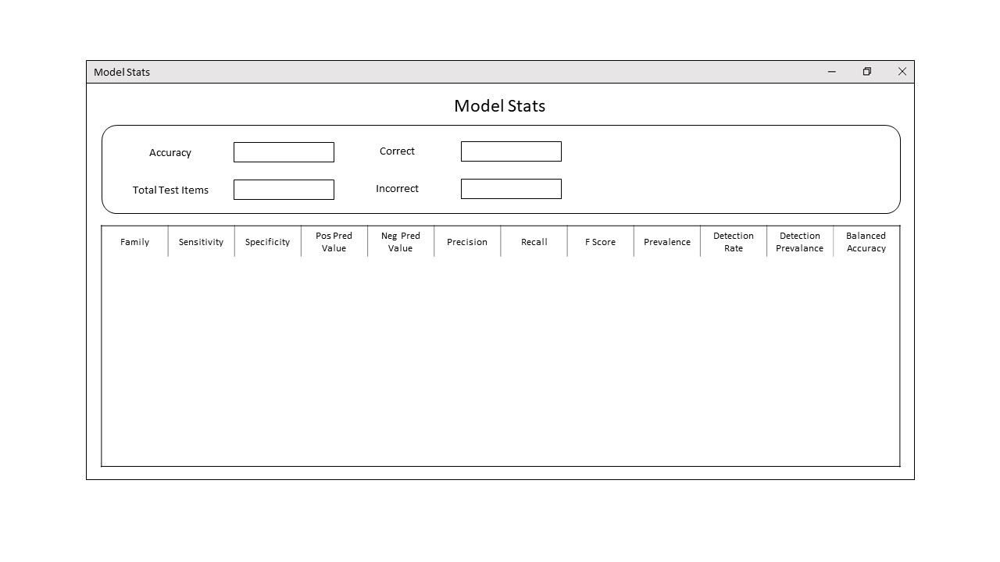 Model Stats
Model Stats
Accuracy
Correct
Total Test Items
Incorrect
Family
Sensitivity
Specificity
Pos Pred
Value
Neg Pred
Value
Precision
Recall
F Score
Prevalence
Detection
Rate
Detection
Prevalance
Balanced
Accuracy